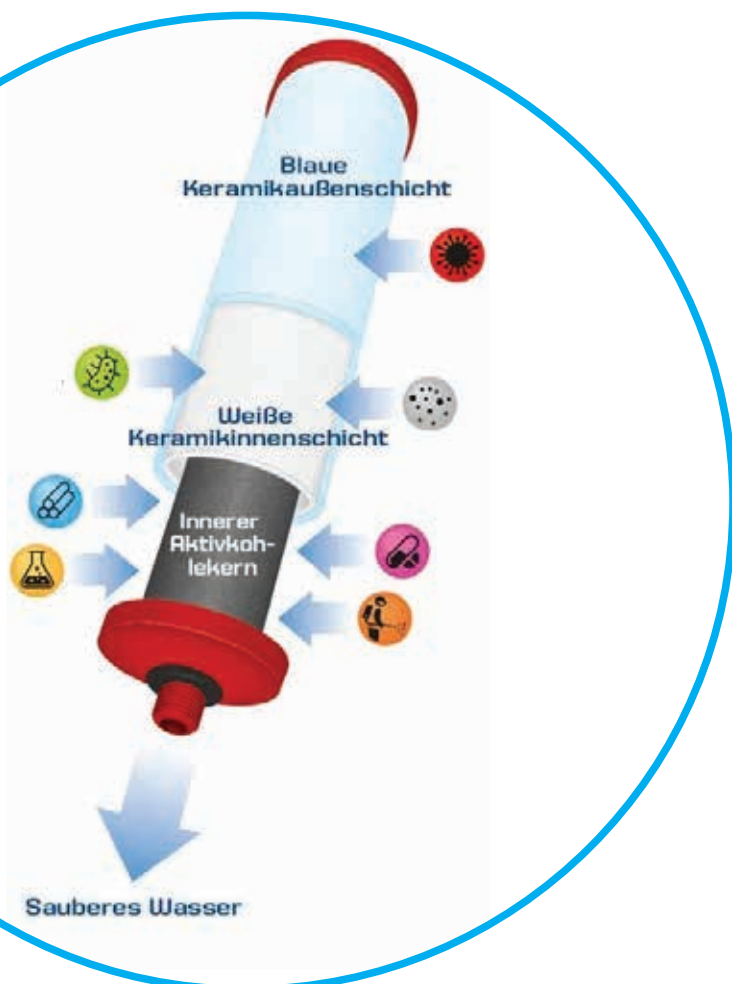 Blaue
Keramikaußenschicht
Weiße
Keramikinnenschicht
Innerer
Aktivkoh-
lekern
Sauberes Wasser